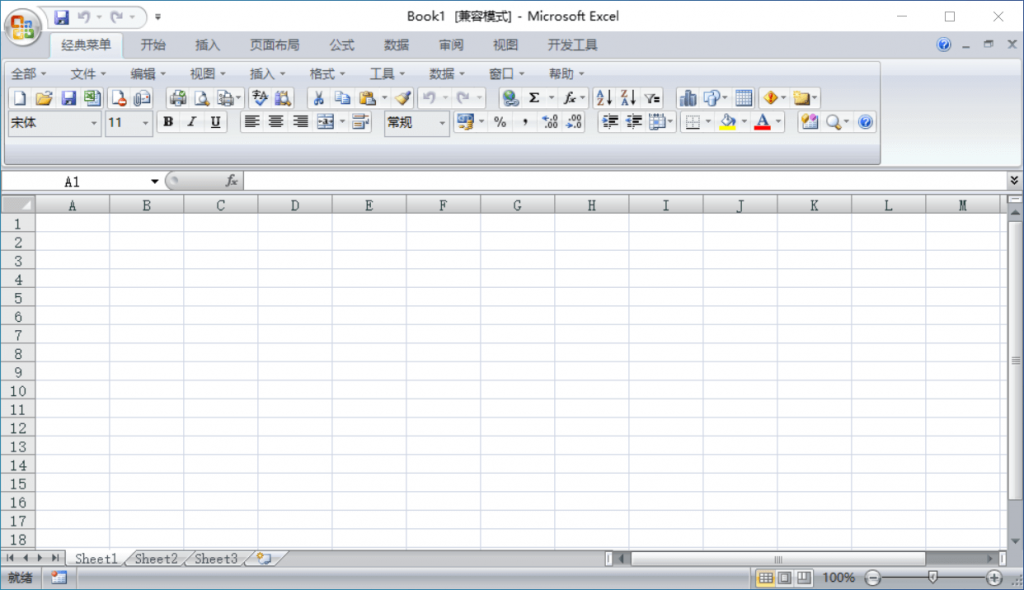 Book1 [兼容模式] - Microsoft Excel
经典菜单 开始 插入 页面布局 公式 数据 审阅 视图 开发工具
全部 文件 编辑 视图 插入 格式 工具 数据 窗口 帮助
Σ fx
宋体 11 B I U 常规 % , .00 .00 A
A1 fx
A B C D E F G H I J K L M
1
2
3
4
5
6
7
8
9
10
11
12
13
14
15
16
17
18
Sheet1 Sheet2 Sheet3
就绪 100%